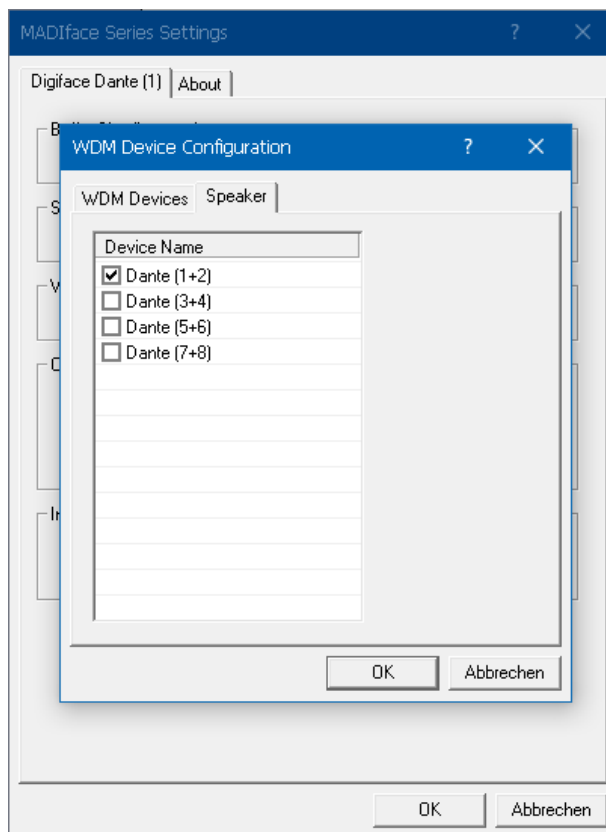 MADIface Series Settings
Digiface Dante (1) About
WDM Device Configuration
WDM Devices Speaker
Device Name
Dante (1+2)
Dante (3+4)
Dante (5+6)
Dante (7+8)
OK Abbrechen
OK Abbrechen